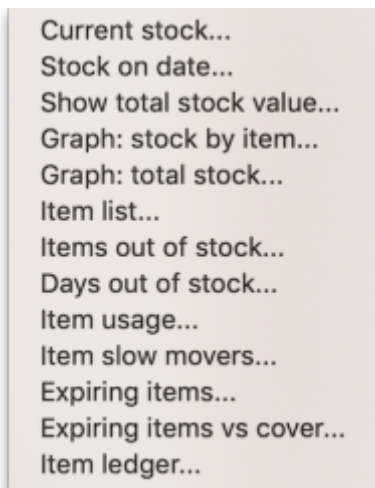 Current stock...
Stock on date...
Show total stock value...
Graph: stock by item...
Graph: total stock...
Item list...
Items out of stock...
Days out of stock...
Item usage...
Item slow movers...
Expiring items...
Expiring items vs cover...
Item ledger...